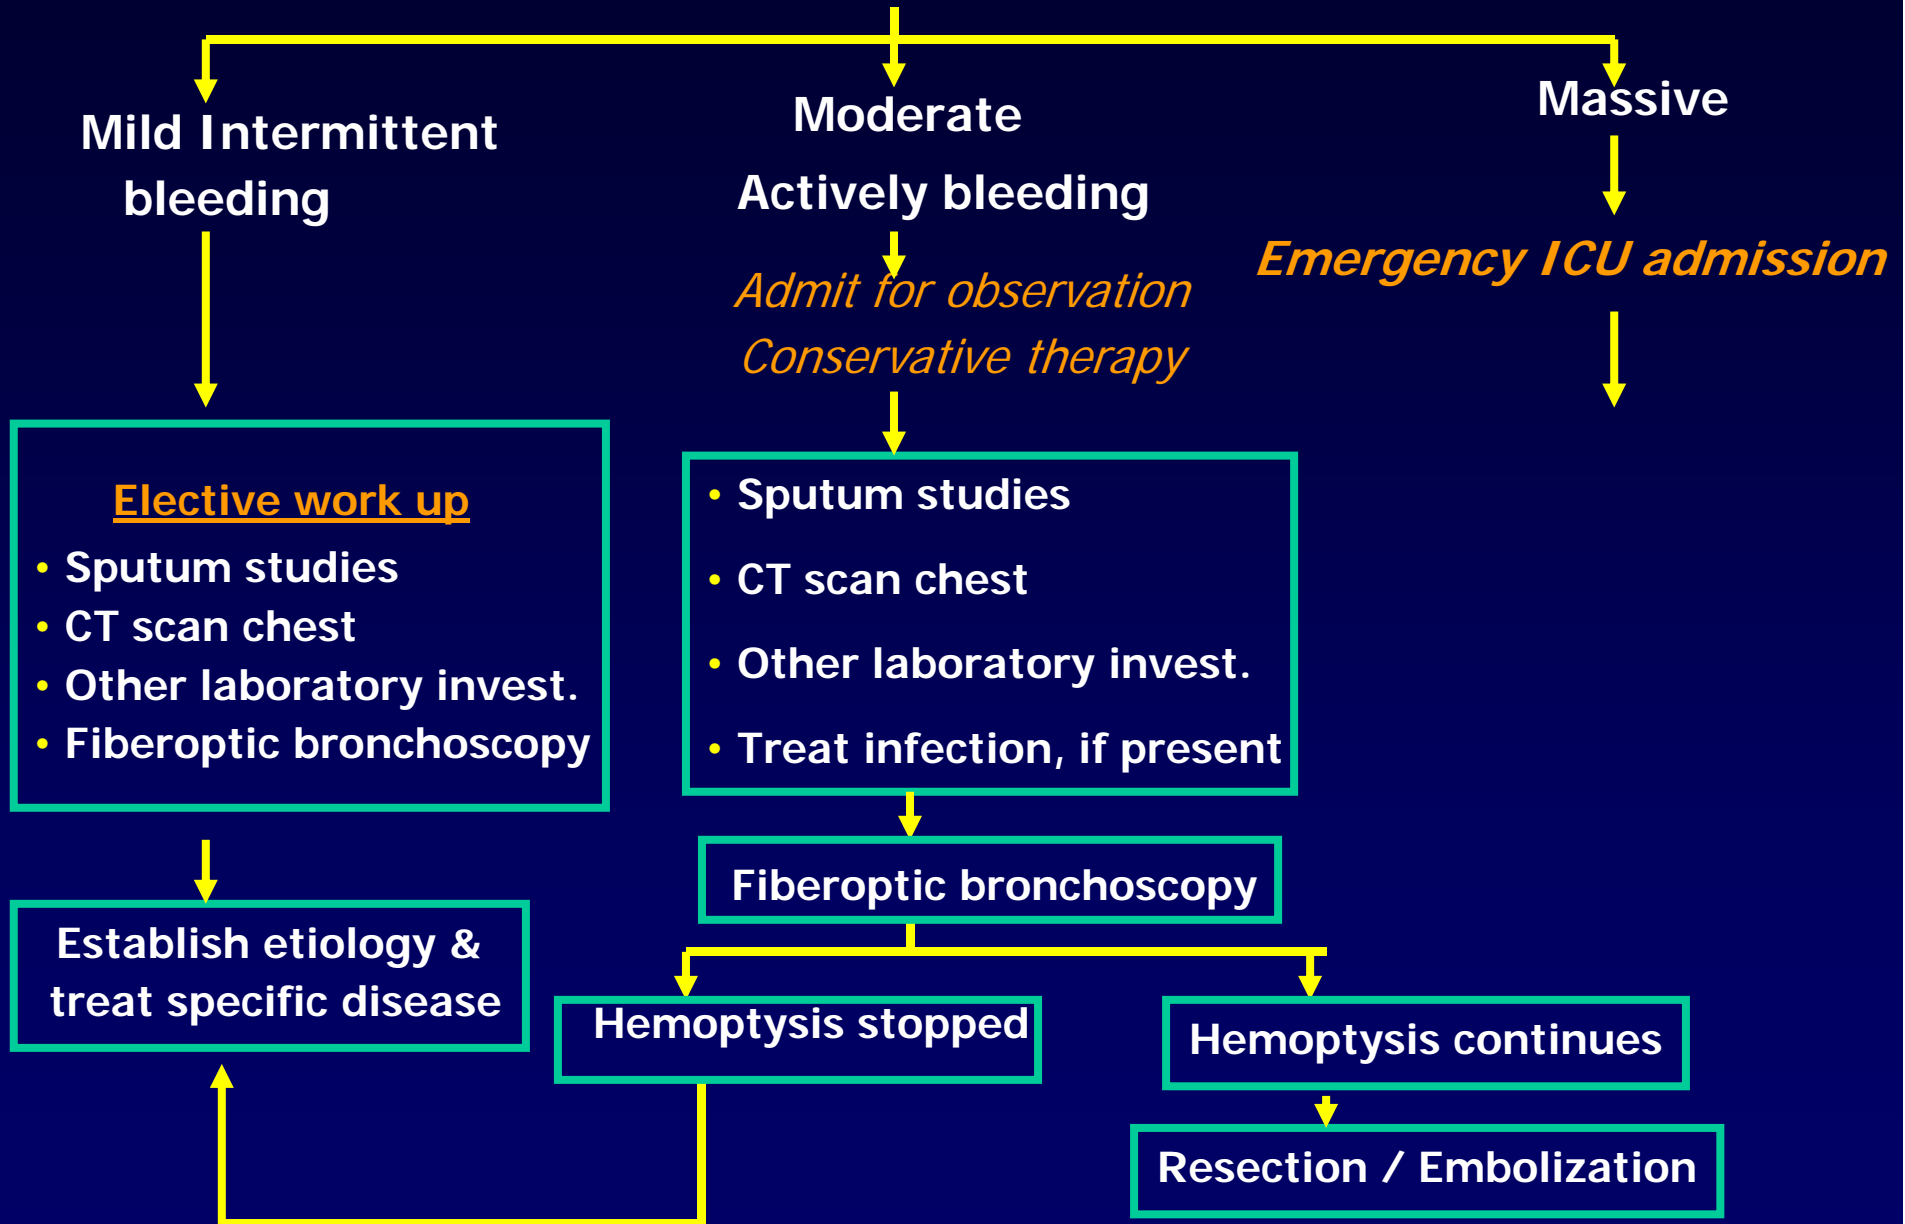 Mild Intermittent
bleeding
Moderate
Actively bleeding
Massive
Admit for observation
Conservative therapy
Emergency ICU admission
Elective work up
• Sputum studies
• CT scan chest
• Other laboratory invest.
• Fiberoptic bronchoscopy
• Sputum studies
• CT scan chest
• Other laboratory invest.
• Treat infection, if present
Fiberoptic bronchoscopy
Establish etiology &
treat specific disease
Hemoptysis stopped
Hemoptysis continues
Resection / Embolization